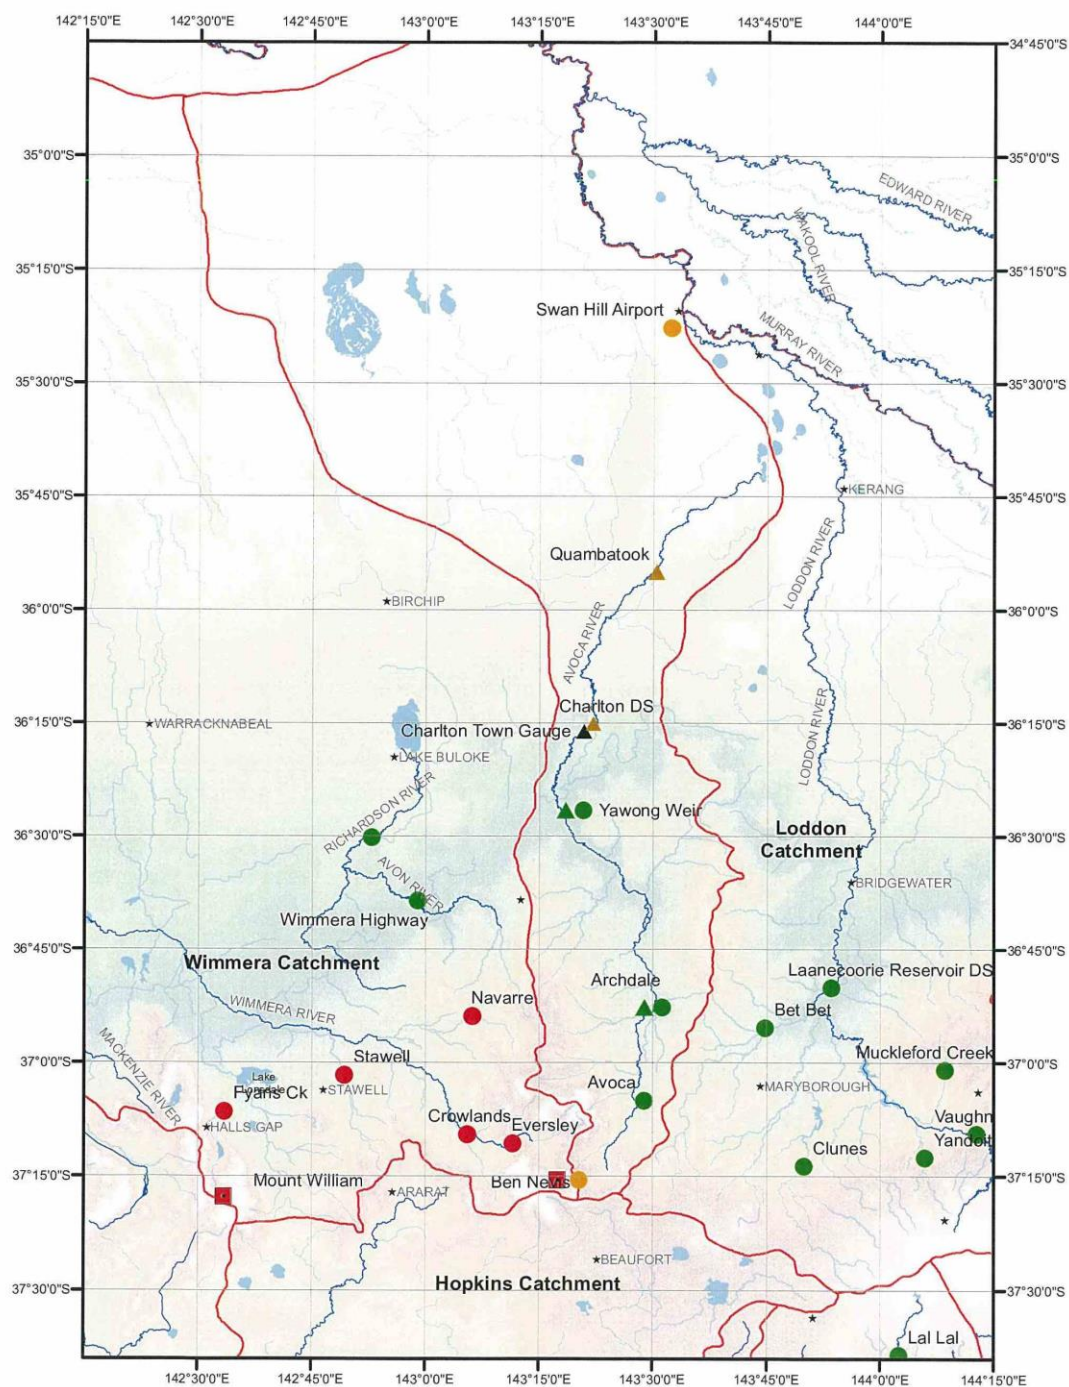 142°15'0"E 142°30'0"E 142°45'0"E 143°0'0"E 143°15'0"E 143°30'0"E 143°45'0"E 144°0'0"E
34°45'0"S
35°0'0"S
35°0'0"S
EDWARD RIVER
WAKOOL RIVER
35°15'0"S
35°15'0"S
Swan Hill Airport
MURRAY RIVER
35°30'0"S
35°30'0"S
35°45'0"S
KERANG
35°45'0"S
LODDON RIVER
Quambatook
AVOCA RIVER
36°0'0"S
BIRCHIP
36°0'0"S
LODDON RIVER
Charlton DS
36°15'0"S
WARRACKNABEAL
Charlton Town Gauge
36°15'0"S
LAKE BULOKE
RICHARDSON RIVER
Yawong Weir
36°30'0"S
Loddon
Catchment
36°30'0"S
AVON RIVER
BRIDGEWATER
Wimmera Highway
36°45'0"S
36°45'0"S
Wimmera Catchment
Laanecoorie Reservoir DS
Archdale
WIMMERA RIVER
Navarre
Bet Bet
MACKENZIE RIVER
37°0'0"S
37°0'0"S
Stawell
Muckleford Creek
Lake
Lonsdale
Fyans Ck
STAWELL
Avoca
MARYBOROUGH
HALLS GAP
Crowlands
Eversley
Vaughn
Yandoit
Clunes
37°15'0"S
Mount William
ARARAT
Ben Nevis
37°15'0"S
BEAUFORT
37°30'0"S
Hopkins Catchment
37°30'0"S
Lal Lal
142°30'0"E 142°45'0"E 143°0'0"E 143°15'0"E 143°30'0"E 143°45'0"E 144°0'0"E 144°15'0"E